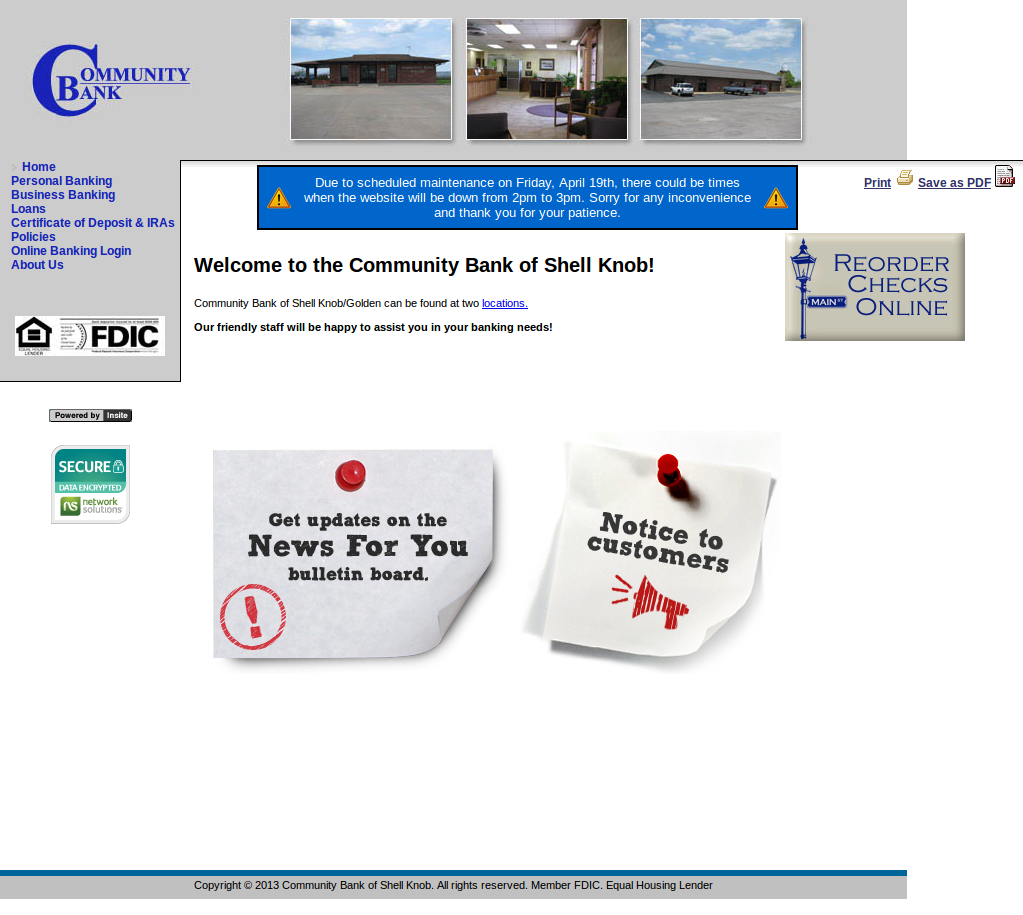 COMMUNITY
BANK
Home
Personal Banking
Business Banking
Loans
Certificate of Deposit & IRAs
Policies
Online Banking Login
About Us
EQUAL HOUSING
LENDER
FDIC
Powered by Insite
SECURE
DATA ENCRYPTED
ns network
solutions
Due to scheduled maintenance on Friday, April 19th, there could be times
when the website will be down from 2pm to 3pm. Sorry for any inconvenience
and thank you for your patience.
Print Save as PDF
PDF
Welcome to the Community Bank of Shell Knob!
Community Bank of Shell Knob/Golden can be found at two locations.
Our friendly staff will be happy to assist you in your banking needs!
REORDER
CHECKS
ONLINE
MAIN ST
Get updates on the
News For You
bulletin board.
Notice to
customers
Copyright © 2013 Community Bank of Shell Knob. All rights reserved. Member FDIC. Equal Housing Lender